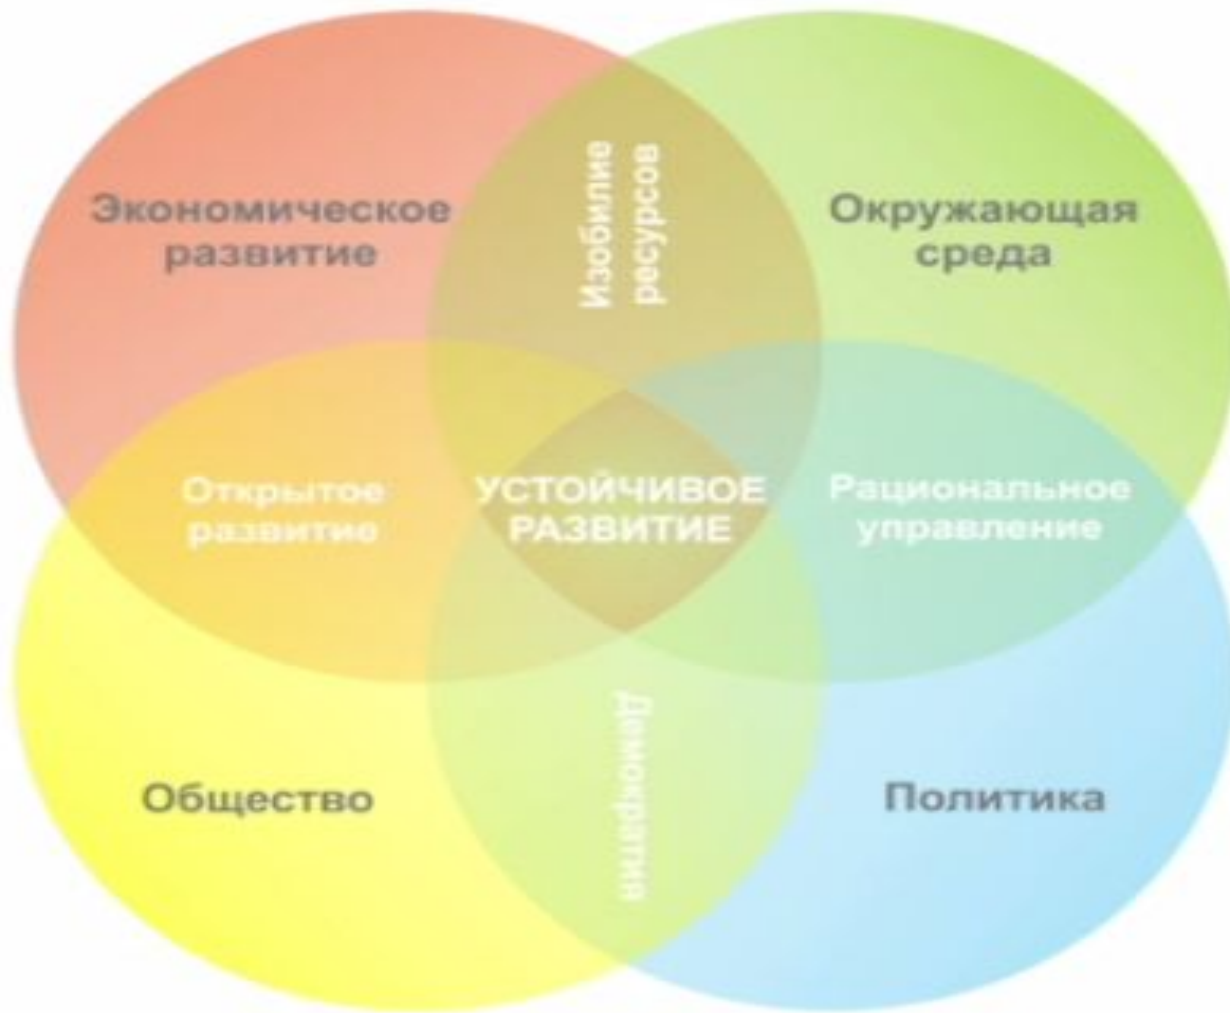 Экономическое
развитие
Изобилие
ресурсов
Окружающая
среда
Открытое
развитие
УСТОЙЧИВОЕ
РАЗВИТИЕ
Рациональное
управление
Общество
Демократия
Политика